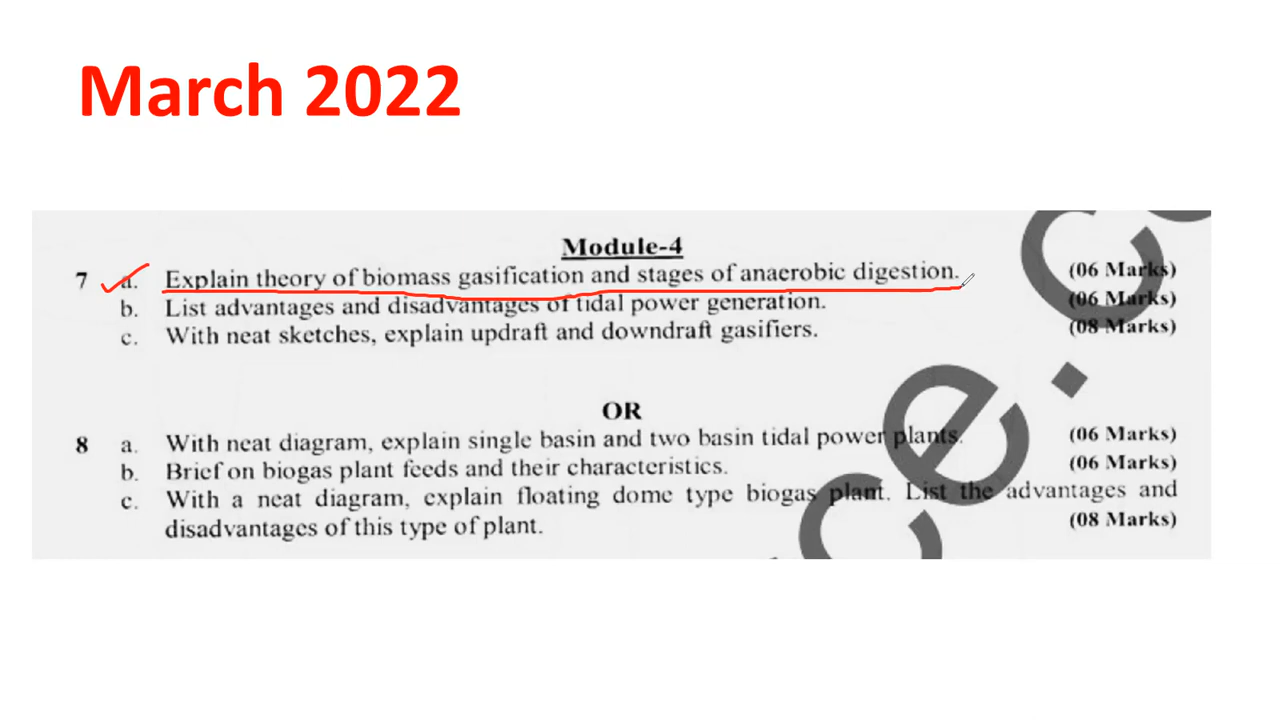 March 2022
Module-4
7 a. Explain theory of biomass gasification and stages of anaerobic digestion. (06 Marks)
b. List advantages and disadvantages of tidal power generation. (06 Marks)
c. With neat sketches, explain updraft and downdraft gasifiers. (08 Marks)
OR
8 a. With neat diagram, explain single basin and two basin tidal power plants. (06 Marks)
b. Brief on biogas plant feeds and their characteristics. (06 Marks)
c. With a neat diagram, explain floating dome type biogas plant. List the advantages and
disadvantages of this type of plant. (08 Marks)
ce.c